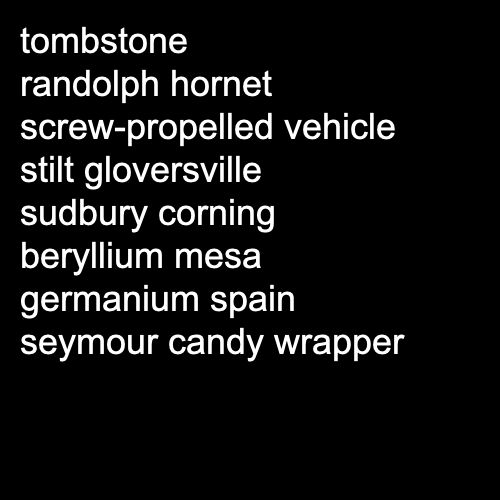 tombstone
randolph hornet
screw-propelled vehicle
stilt gloversville
sudbury corning
beryllium mesa
germanium spain
seymour candy wrapper